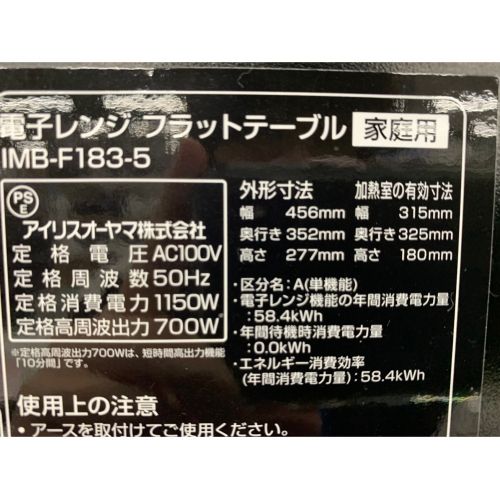 電子レンジ フラットテーブル 家庭用
IMB-F183-5
PS
E
アイリスオーヤマ株式会社
定格電圧 AC100V
定格周波数 50Hz
定格消費電力 1150W
定格高周波出力 700W
※定格高周波出力700Wは、短時間高出力機能
「10分間」です。
外形寸法 加熱室の有効寸法
幅 456mm 幅 315mm
奥行き 352mm 奥行き 325mm
高さ 277mm 高さ 180mm
・区分名:A(単機能)
・電子レンジ機能の年間消費電力量
:58.4kWh
・年間待機時消費電力量
:0.0kWh
・エネルギー消費効率
(年間消費電力量):58.4kWh
使用上の注意
・アースを取付けてご使用ください。